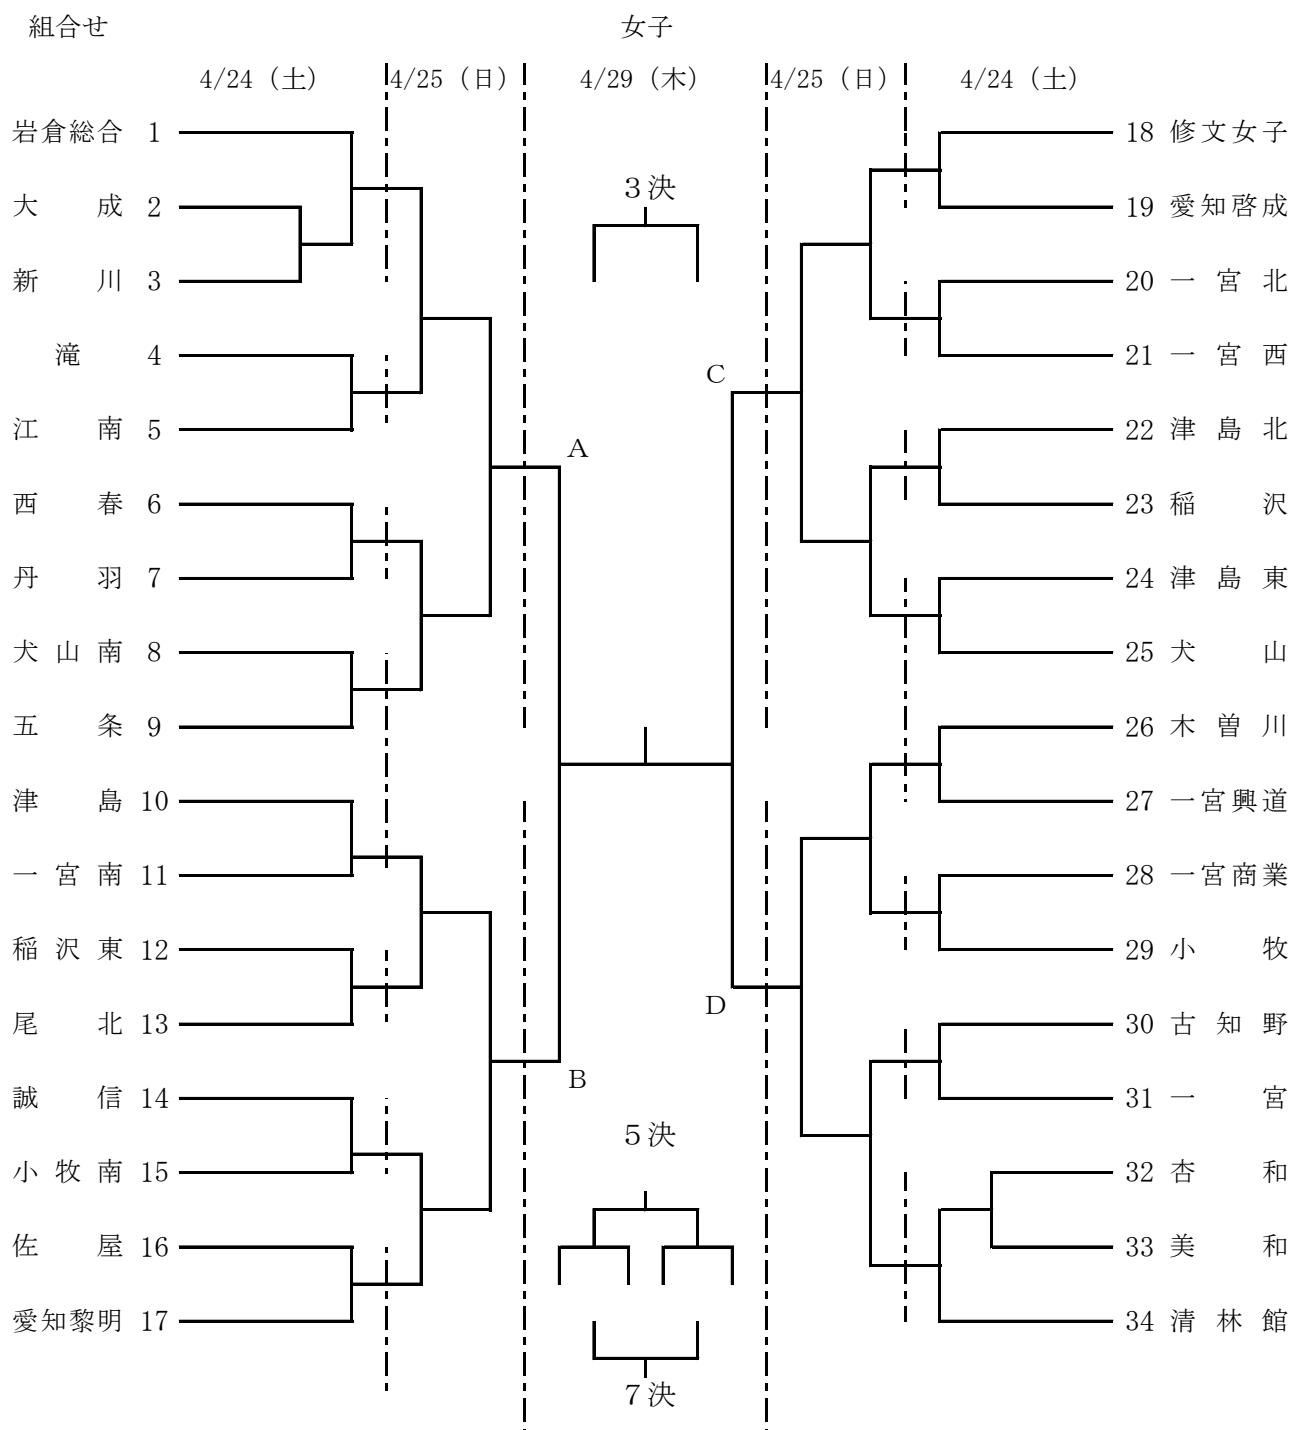 組合せ 女子
4/24（土） 4/25（日） 4/29（木） 4/25（日） 4/24（土）
岩倉総合 1
大成 2
新川 3
滝 4
江南 5
西春 6
丹羽 7
犬山南 8
五条 9
津島 10
一宮南 11
稲沢東 12
尾北 13
誠信 14
小牧南 15
佐屋 16
愛知黎明 17
3決
A
B
C
D
5決
7決
18 修文女子
19 愛知啓成
20 一宮北
21 一宮西
22 津島北
23 稲沢
24 津島東
25 犬山
26 木曽川
27 一宮興道
28 一宮商業
29 小牧
30 古知野
31 一宮
32 杏和
33 美和
34 清林館